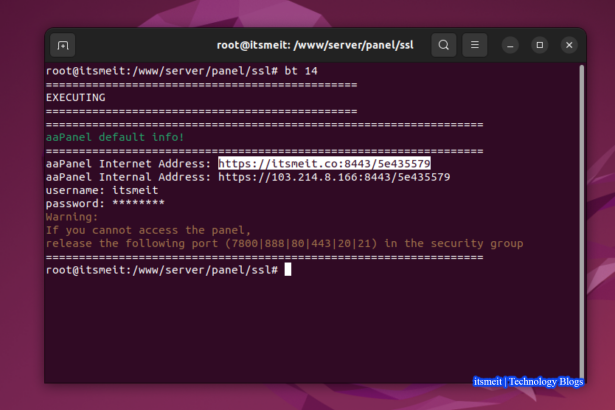 root@itsmeit: /www/server/panel/ssl
root@itsmeit:/www/server/panel/ssl# bt 14
===============================================
EXECUTING
===============================================
==================================================================
aaPanel default info!
==================================================================
aaPanel Internet Address: https://itsmeit.co:8443/5e435579
aaPanel Internal Address: https://103.214.8.166:8443/5e435579
username: itsmeit
password: ********
Warning:
If you cannot access the panel,
release the following port (7800|888|80|443|20|21) in the security group
==================================================================
root@itsmeit:/www/server/panel/ssl#
itsmeit | Technology Blogs